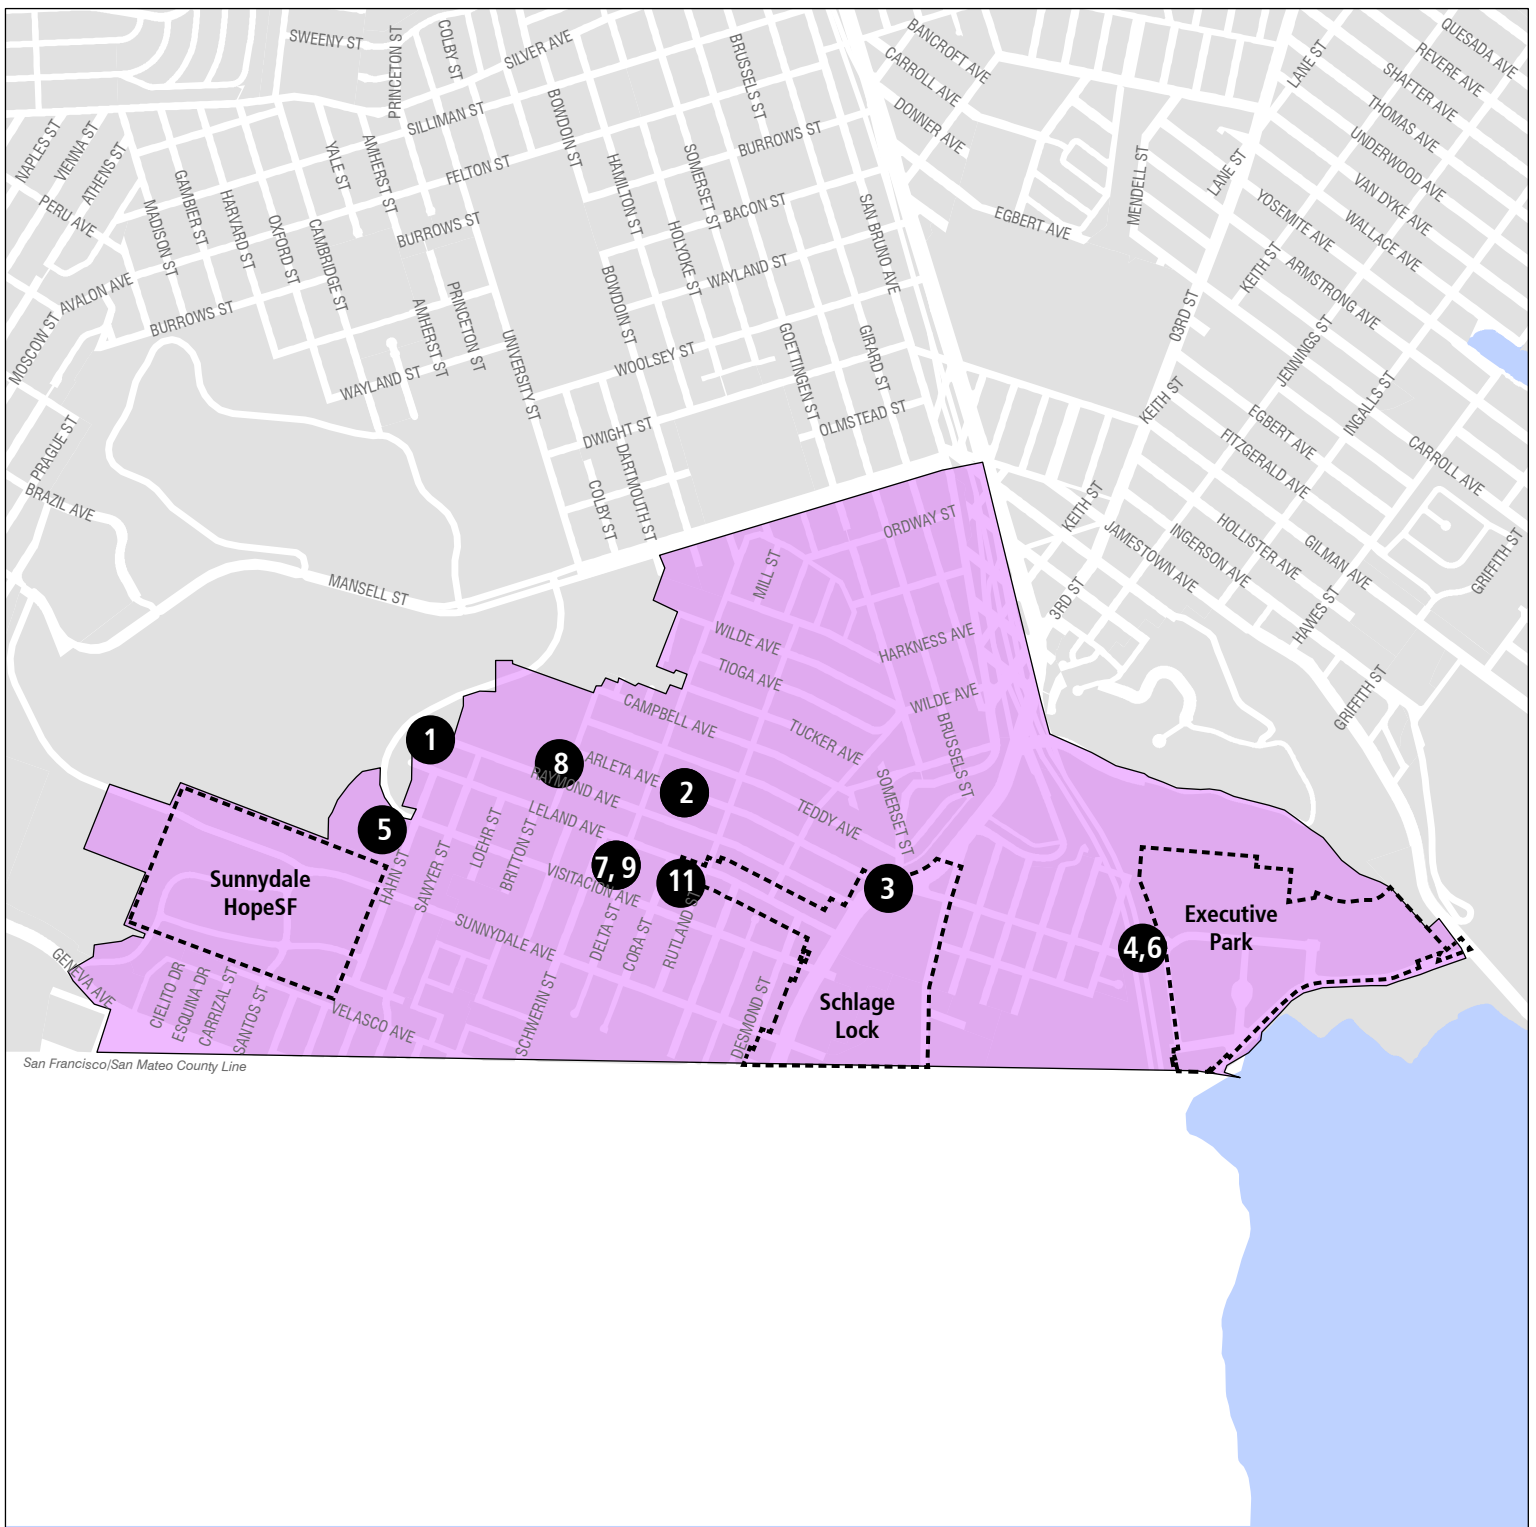 SWEENY ST
PRINCETON ST
COLBY ST
SILVER AVE
BRUSSELS ST
BANCROFT AVE
CARROLL AVE
DONNER AVE
LANE ST
QUESADA AVE
REVERE AVE
SHAFTER AVE
THOMAS AVE
UNDERWOOD AVE
VAN DYKE AVE
WALLACE AVE
YOSEMITE AVE
ARMSTRONG AVE
NAPLES ST
VIENNA ST
ATHENS ST
PERU AVE
AVALON AVE
MOSCOW ST
MADISON ST
GAMBIER ST
HARVARD ST
OXFORD ST
CAMBRIDGE ST
YALE ST
AMHERST ST
SILLIMAN ST
FELTON ST
BURROWS ST
BURROWS ST
BOWDOIN ST
HAMILTON ST
SOMERSET ST
BURROWS ST
BACON ST
HOLYOKE ST
WAYLAND ST
SAN BRUNO AVE
EGBERT AVE
MENDELL ST
LANE ST
KEITH ST
03RD ST
PRINCETON ST
AMHERST ST
WAYLAND ST
UNIVERSITY ST
BOWDOIN ST
WOOLSEY ST
GOETTINGEN ST
GIRARD ST
OLMSTEAD ST
DWIGHT ST
DARTMOUTH ST
COLBY ST
KEITH ST
JENNINGS ST
INGALLS ST
EGBERT AVE
FITZGERALD AVE
CARROLL AVE
PRAGUE ST
BRAZIL AVE
MANSELL ST
KEITH ST
JAMESTOWN AVE
INGERSON AVE
HOLLISTER AVE
GILMAN AVE
GRIFFITH ST
HAWES ST
3RD ST
GRIFFITH ST
ORDWAY ST
MILL ST
WILDE AVE
TIOGA AVE
HARKNESS AVE
WILDE AVE
CAMPBELL AVE
TUCKER AVE
BRUSSELS ST
SOMERSET ST
TEDDY AVE
ARLETA AVE
RAYMOND AVE
LELAND AVE
VISITACION AVE
LOEHR ST
BRITTON ST
SAWYER ST
HAHN ST
SUNNYDALE AVE
DELTA ST
CORA ST
RUTLAND ST
DESMOND ST
SCHWERIN ST
VELASCO AVE
GENEVA AVE
CIELITO DR
ESQUINA DR
CARRIZAL ST
SANTOS ST
1
8
2
5
7, 9
11
3
4,6
Sunnydale
HopeSF
Schlage
Lock
Executive
Park
San Francisco/San Mateo County Line